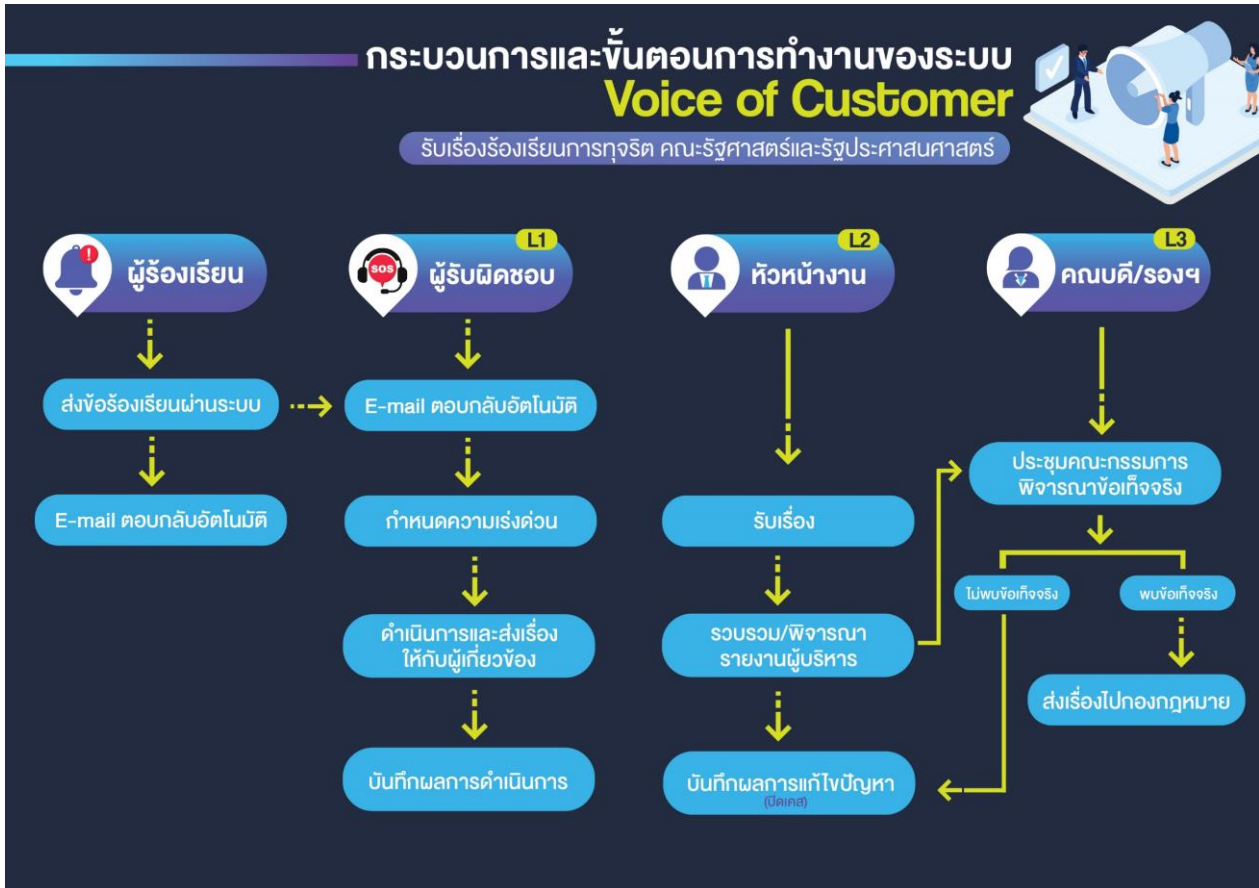 กระบวนการและขั้นตอนการทำงานของระบบ
Voice of Customer
รับเรื่องร้องเรียนการทุจริต คณะรัฐศาสตร์และรัฐประศาสนศาสตร์
ผู้ร้องเรียน
ส่งข้อร้องเรียนผ่านระบบ
E-mail ตอบกลับอัตโนมัติ
L1
ผู้รับผิดชอบ
SOS
E-mail ตอบกลับอัตโนมัติ
กำหนดความเร่งด่วน
ดำเนินการและส่งเรื่อง
ให้กับผู้เกี่ยวข้อง
บันทึกผลการดำเนินการ
L2
หัวหน้างาน
รับเรื่อง
รวบรวม/พิจารณา
รายงานผู้บริหาร
บันทึกผลการแก้ไขปัญหา
(ปิดเคส)
L3
คณบดี/รองฯ
ประชุมคณะกรรมการ
พิจารณาข้อเท็จจริง
ไม่พบข้อเท็จจริง
พบข้อเท็จจริง
ส่งเรื่องไปกองกฎหมาย